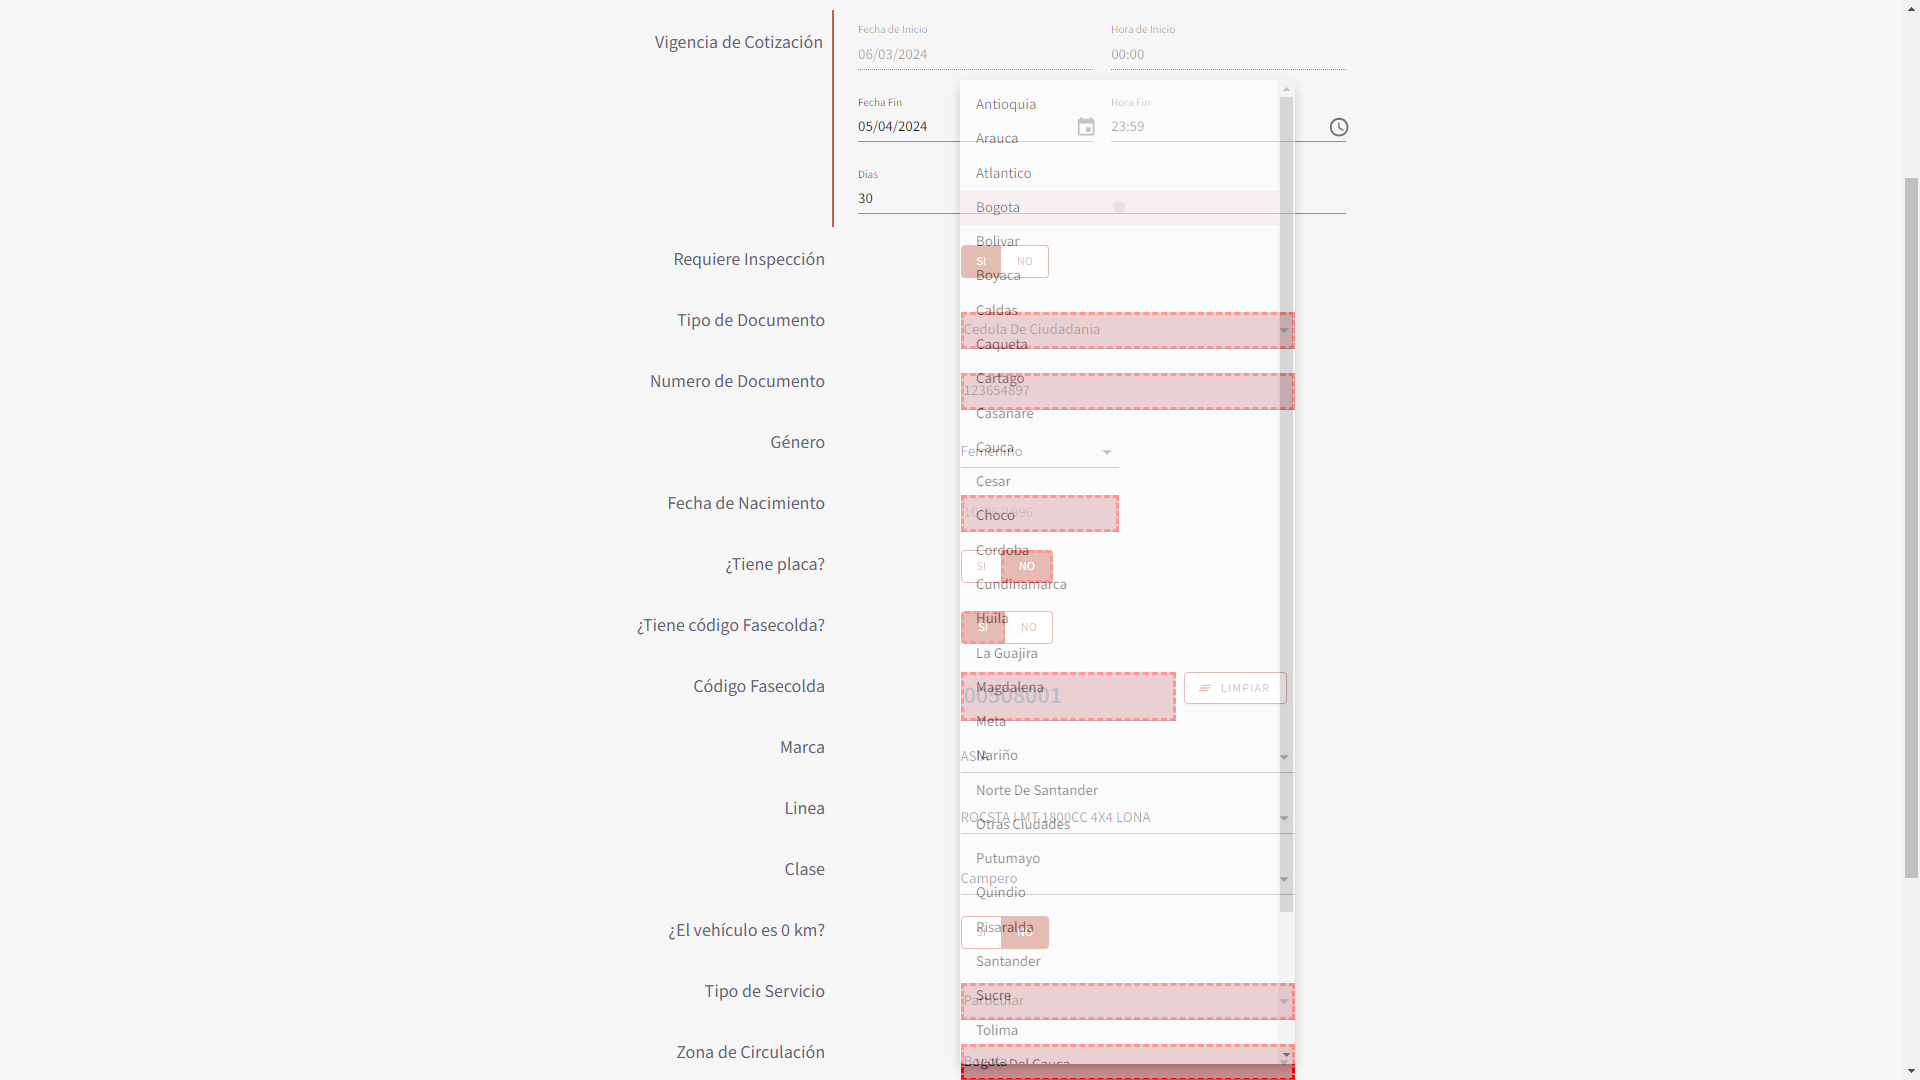 Vigencia de Cotización
Fecha de Inicio
06/03/2024
Hora de Inicio
00:00
Fecha Fin
05/04/2024
Hora Fin
23:59
Dias
30
Antioquia
Arauca
Atlantico
Bogota
Bolivar
Boyaca
Caldas
Caqueta
Cartago
Casanare
Cauca
Cesar
Choco
Cordoba
Cundinamarca
Huila
La Guajira
Magdalena
Meta
Nariño
Norte De Santander
Otras Ciudades
Putumayo
Quindio
Risaralda
Santander
Sucre
Tolima
Valle Del Cauca
Requiere Inspección
SI NO
Tipo de Documento
Cedula De Ciudadania
Numero de Documento
123654897
Género
Femenino
Fecha de Nacimiento
¿Tiene placa?
SI NO
¿Tiene código Fasecolda?
SI NO
Código Fasecolda
00508001
LIMPIAR
Marca
ASIA
Linea
ROCSTA LMT 1800CC 4X4 LONA
Clase
Campero
¿El vehículo es 0 km?
SI NO
Tipo de Servicio
Particular
Zona de Circulación
Bogota